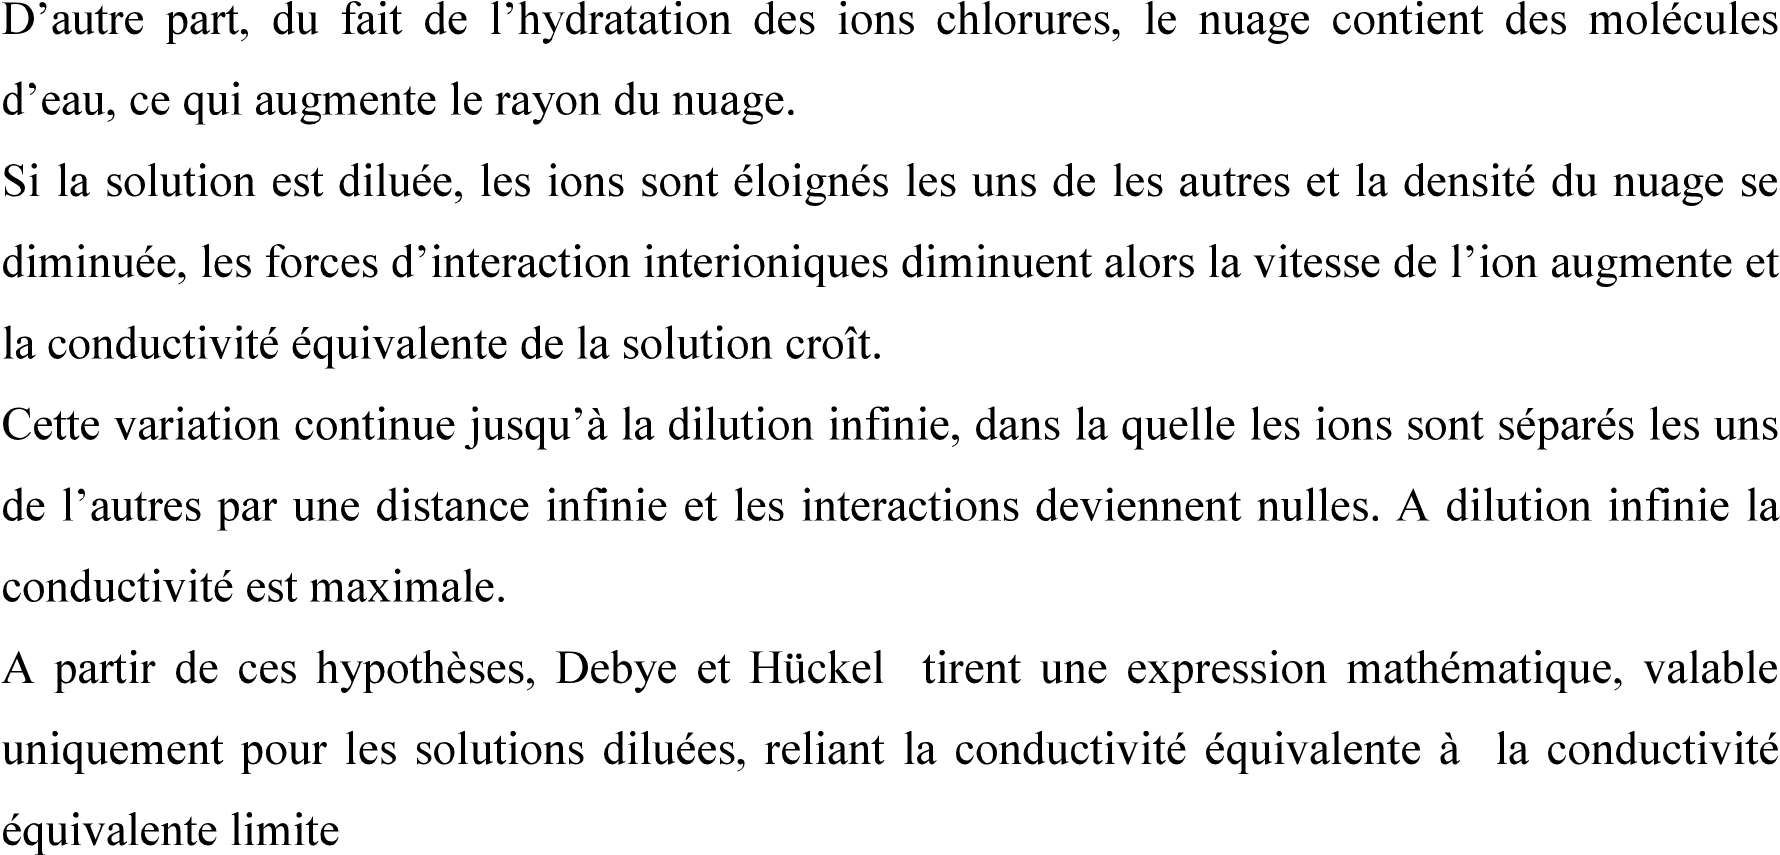 D’autre part, du fait de l’hydratation des ions chlorures, le nuage contient des molécules
d’eau, ce qui augmente le rayon du nuage.
Si la solution est diluée, les ions sont éloignés les uns de les autres et la densité du nuage se
diminuée, les forces d’interaction interioniques diminuent alors la vitesse de l’ion augmente et
la conductivité équivalente de la solution croît.
Cette variation continue jusqu’à la dilution infinie, dans la quelle les ions sont séparés les uns
de l’autres par une distance infinie et les interactions deviennent nulles. A dilution infinie la
conductivité est maximale.
A partir de ces hypothèses, Debye et Hückel tirent une expression mathématique, valable
uniquement pour les solutions diluées, reliant la conductivité équivalente à la conductivité
équivalente limite